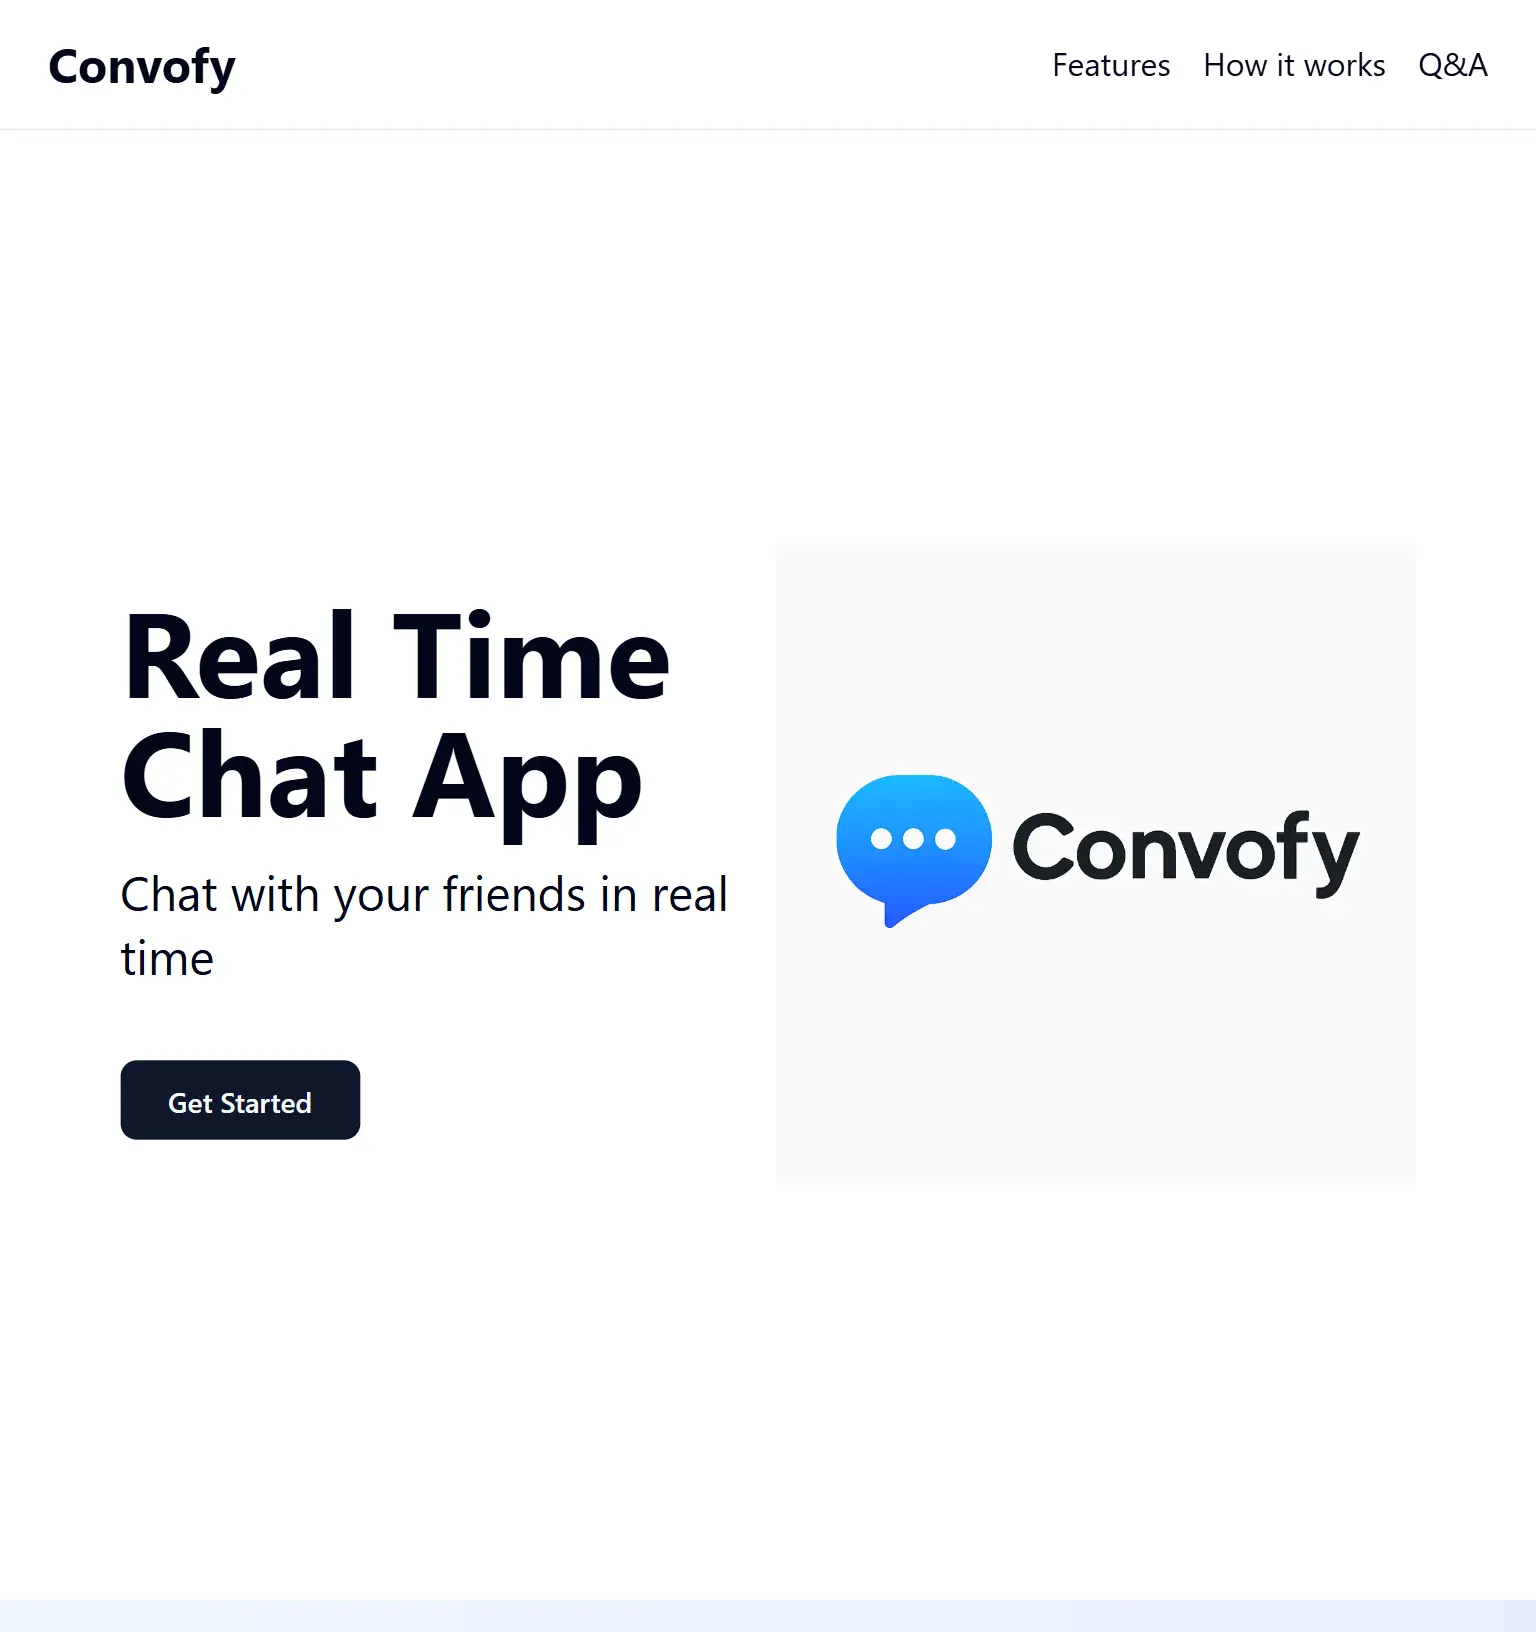 Convofy
Features How it works Q&A
Real Time
Chat App
Chat with your friends in real
time
Get Started
Convofy